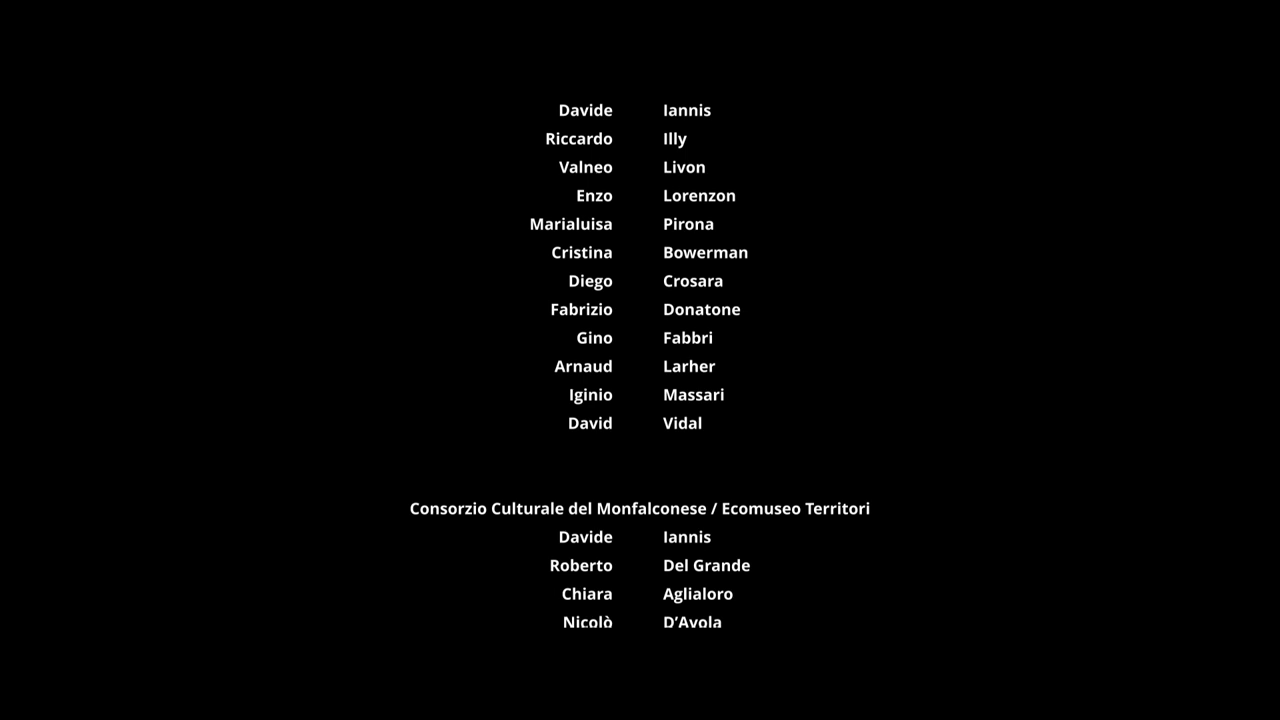 Davide Iannis
Riccardo Illy
Valneo Livon
Enzo Lorenzon
Marialuisa Pirona
Cristina Bowerman
Diego Crosara
Fabrizio Donatone
Gino Fabbri
Arnaud Larher
Iginio Massari
David Vidal
Consorzio Culturale del Monfalconese / Ecomuseo Territori
Davide Iannis
Roberto Del Grande
Chiara Aglialoro
Nicolò D’Avola